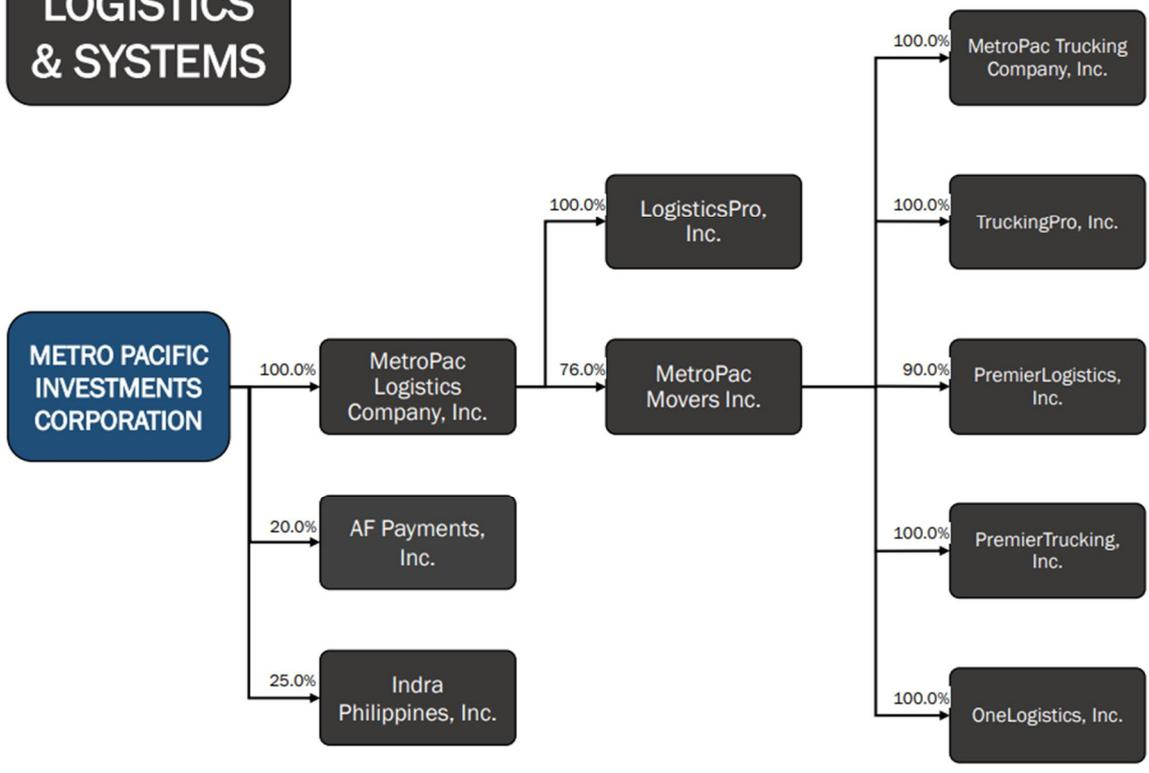 LOGISTICS
& SYSTEMS
100.0%
MetroPac Trucking
Company, Inc.
100.0%
LogisticsPro,
Inc.
100.0%
TruckingPro, Inc.
METRO PACIFIC
INVESTMENTS
CORPORATION
100.0%
MetroPac
Logistics
Company, Inc.
76.0%
MetroPac
Movers Inc.
90.0%
PremierLogistics,
Inc.
20.0%
AF Payments,
Inc.
100.0%
PremierTrucking,
Inc.
25.0%
Indra
Philippines, Inc.
100.0%
OneLogistics, Inc.